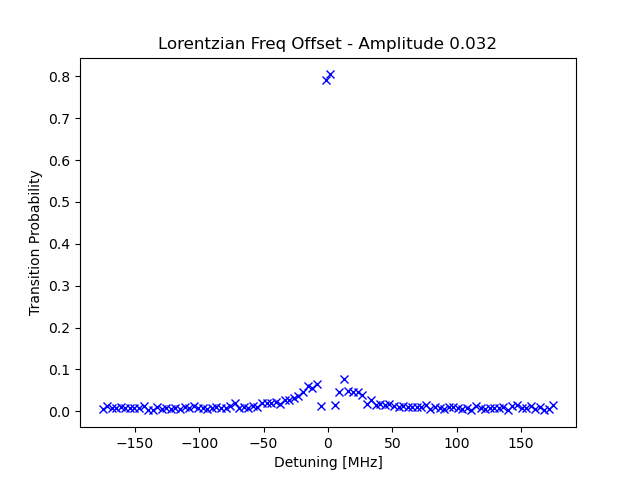 Lorentzian Freq Offset - Amplitude 0.032
Transition Probability
0.8
0.7
0.6
0.5
0.4
0.3
0.2
0.1
0.0
−150 −100 −50 0 50 100 150
Detuning [MHz]